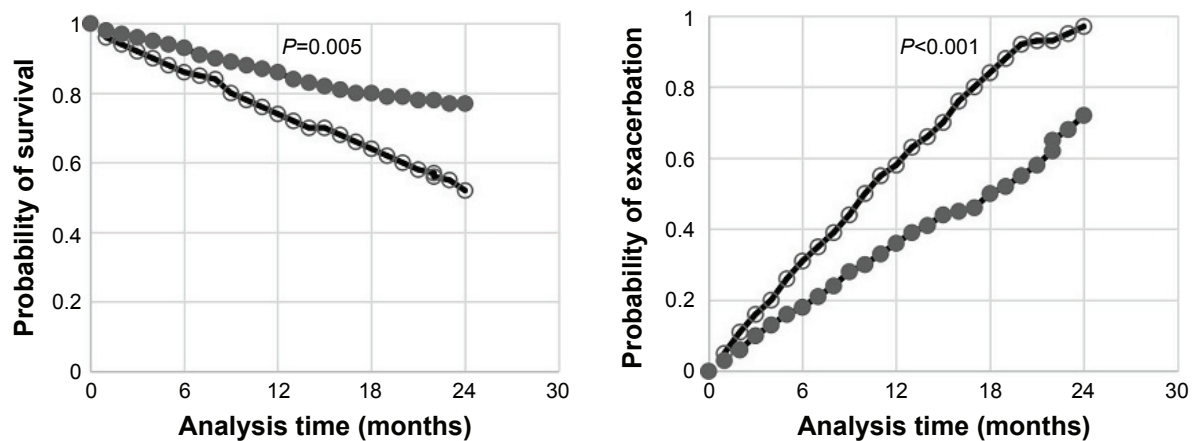 Probability of survival
1
0.8
0.6
0.4
0.2
0
P=0.005
0 6 12 18 24 30
Analysis time (months)
Probability of exacerbation
1
0.8
0.6
0.4
0.2
0
P<0.001
0 6 12 18 24 30
Analysis time (months)